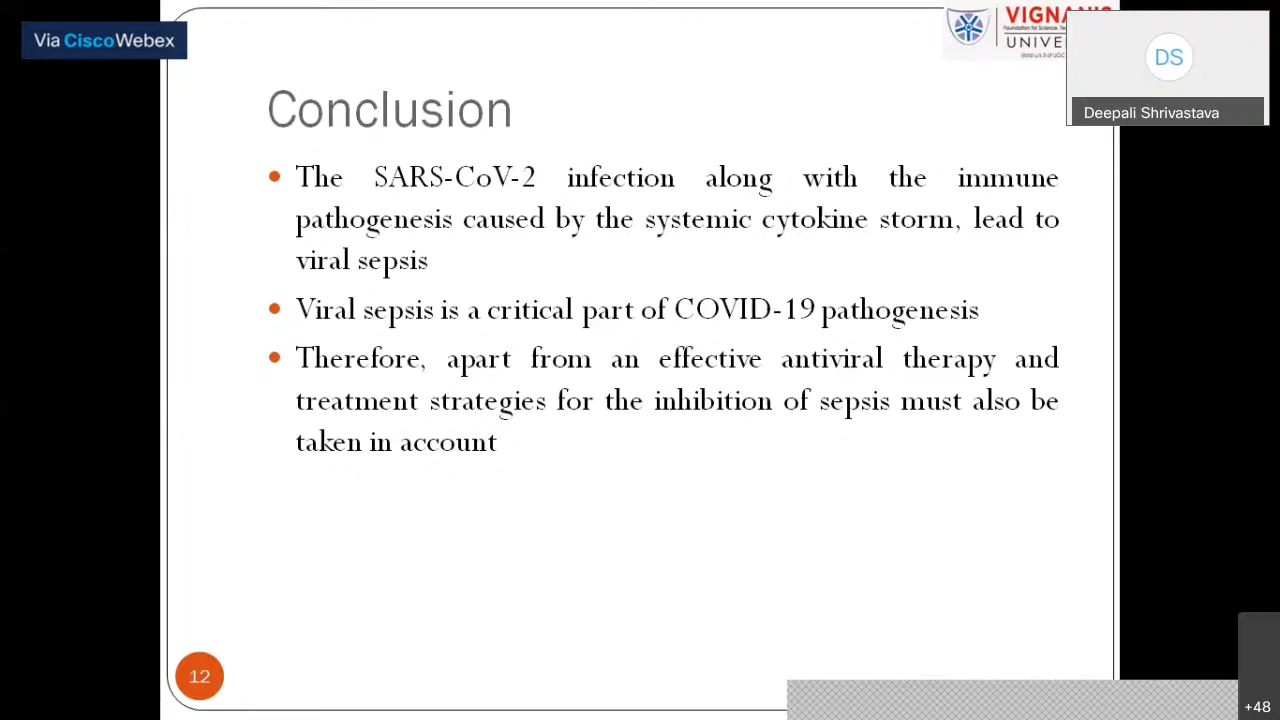 Via Cisco Webex
VIGNAN'S
UNIVE
DS
Deepali Shrivastava
Conclusion
The SARS-CoV-2 infection along with the immune
pathogenesis caused by the systemic cytokine storm, lead to
viral sepsis
Viral sepsis is a critical part of COVID-19 pathogenesis
Therefore, apart from an effective antiviral therapy and
treatment strategies for the inhibition of sepsis must also be
taken in account
12
+48